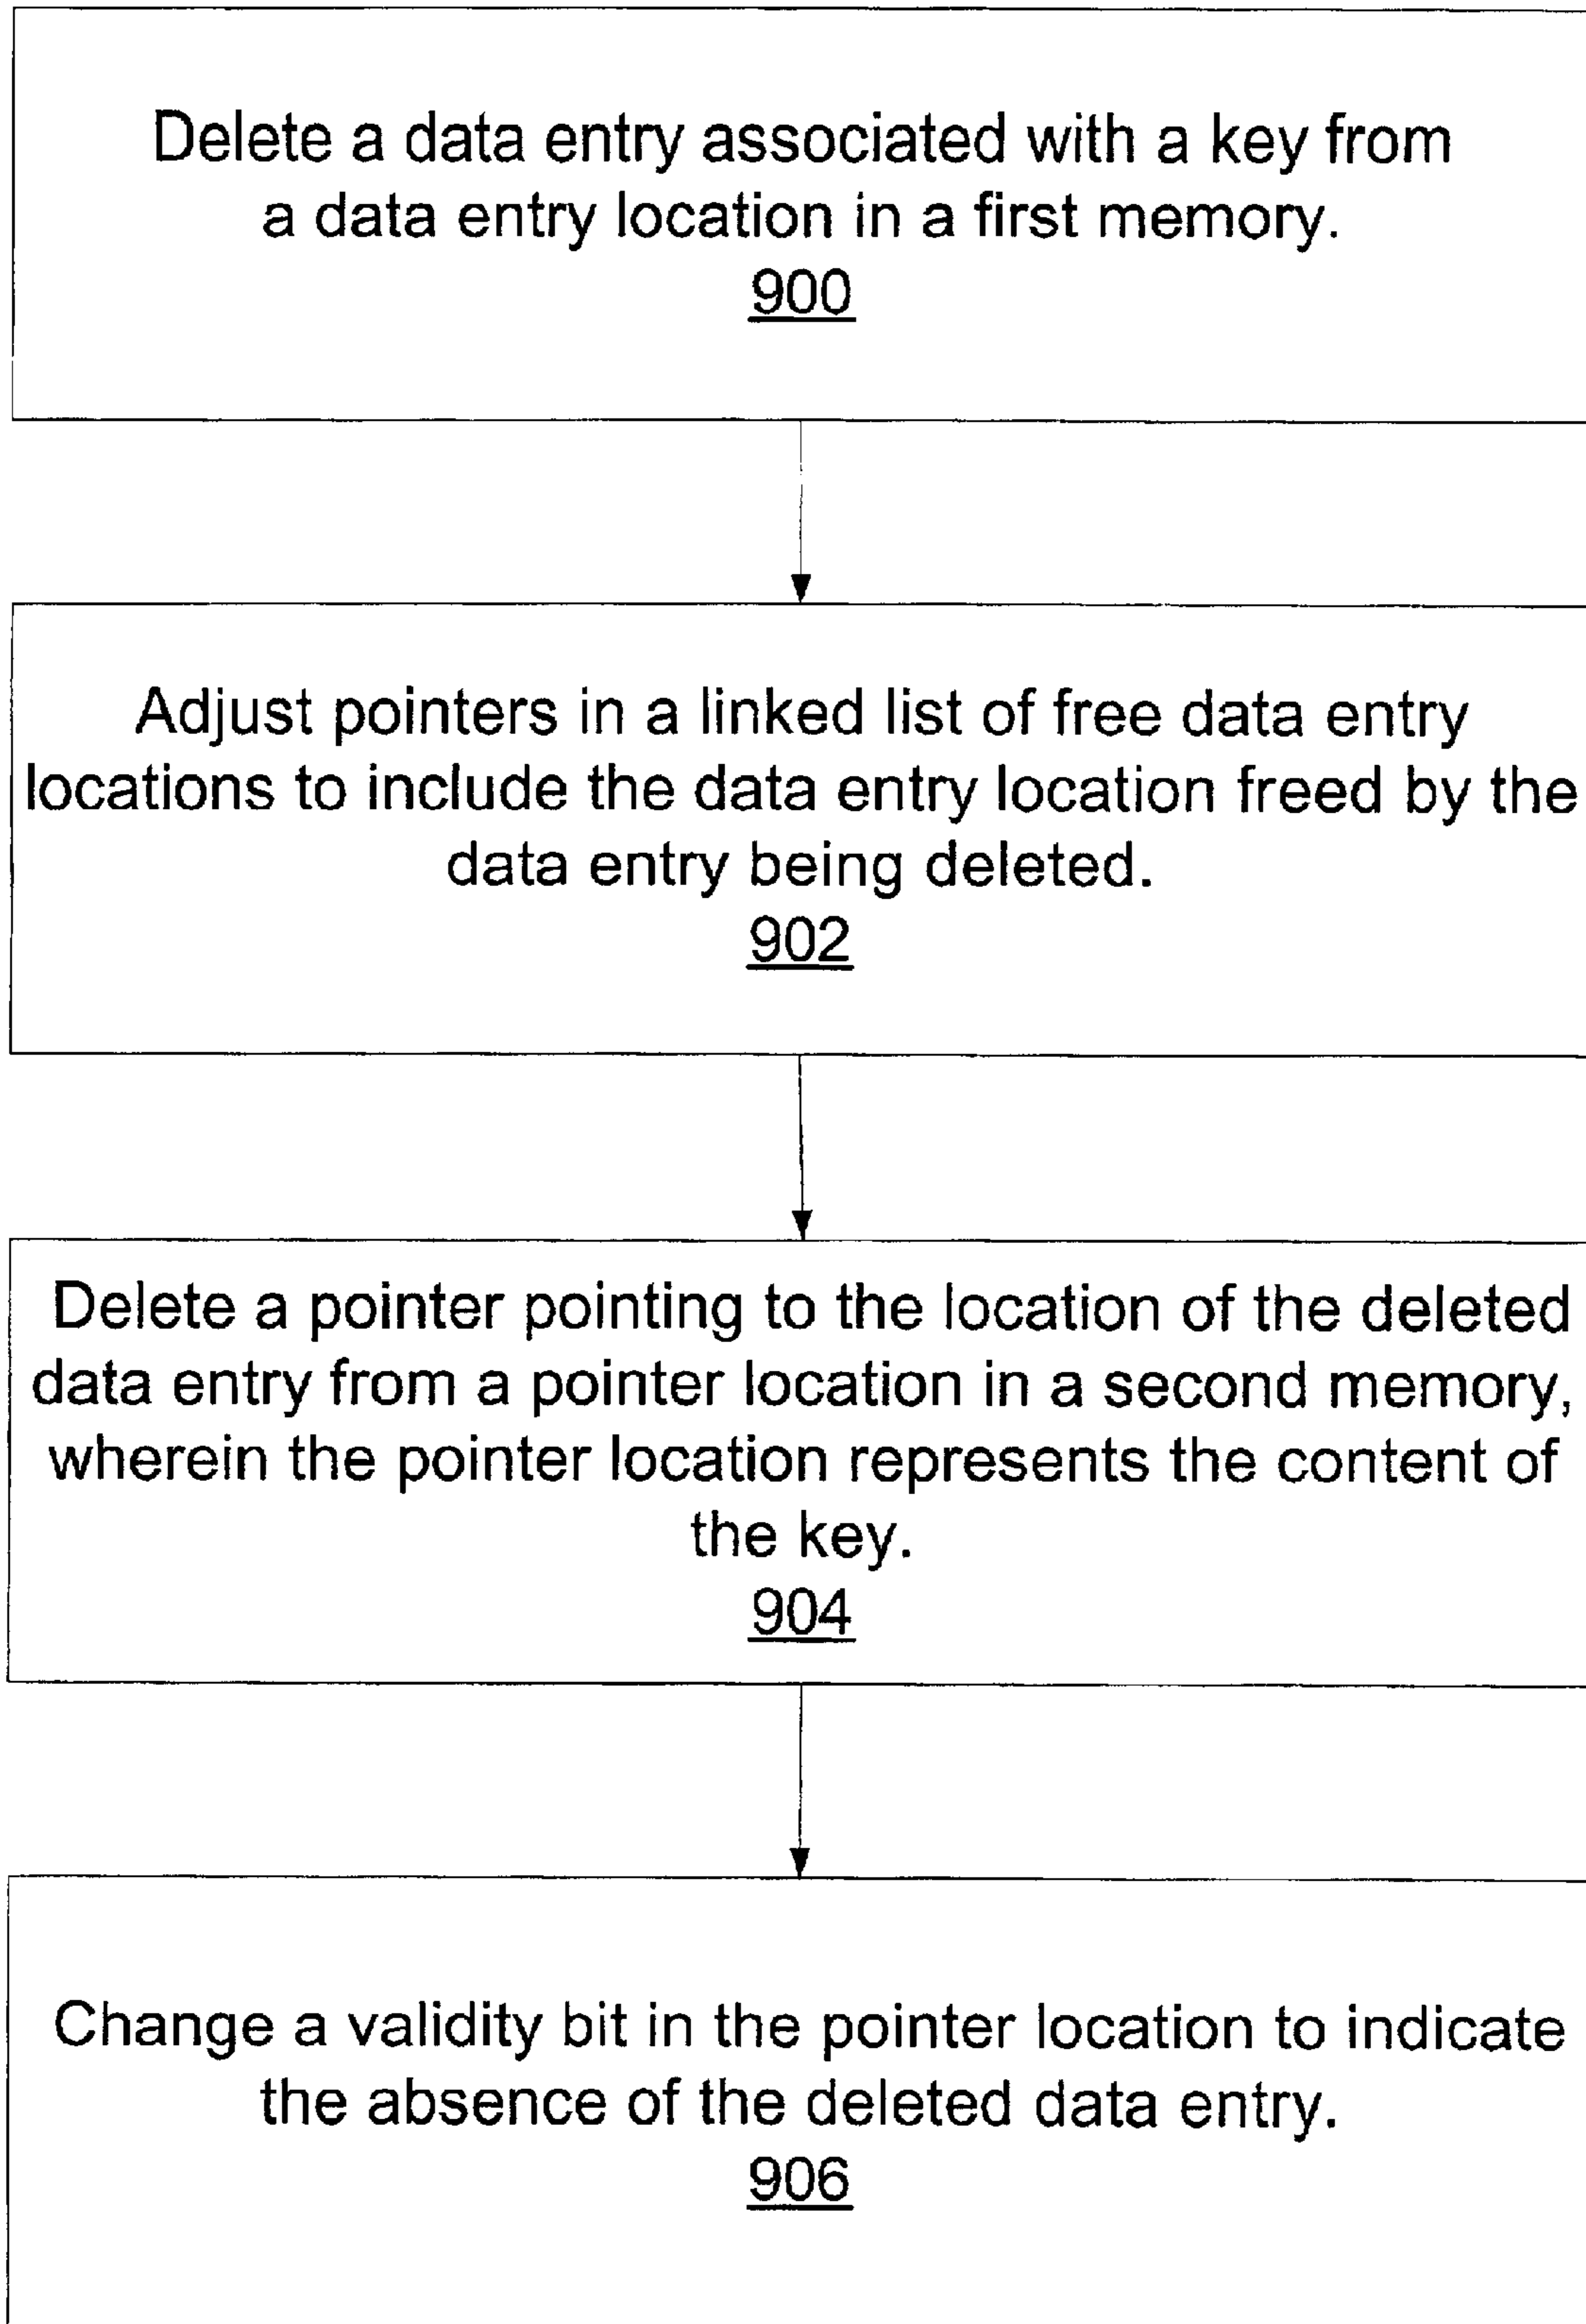 Delete a data entry associated with a key from
a data entry location in a first memory.
900
Adjust pointers in a linked list of free data entry
locations to include the data entry location freed by the
data entry being deleted.
902
Delete a pointer pointing to the location of the deleted
data entry from a pointer location in a second memory,
wherein the pointer location represents the content of
the key.
904
Change a validity bit in the pointer location to indicate
the absence of the deleted data entry.
906